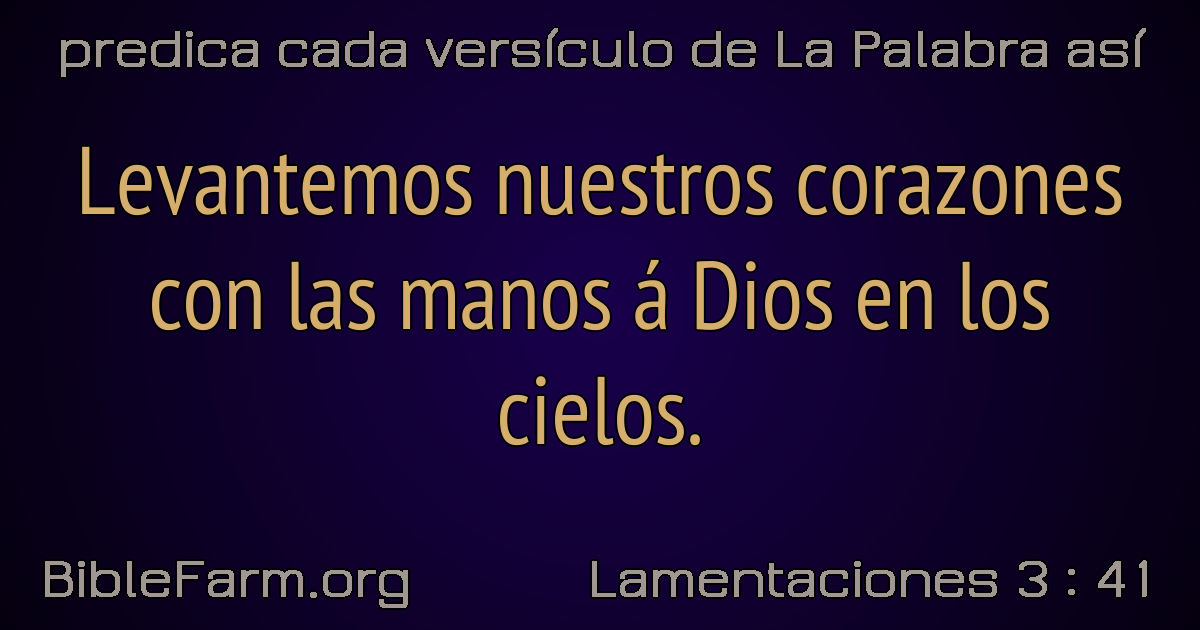 predica cada versículo de La Palabra así
Levantemos nuestros corazones
con las manos á Dios en los
cielos.
BibleFarm.org
Lamentaciones 3 : 41